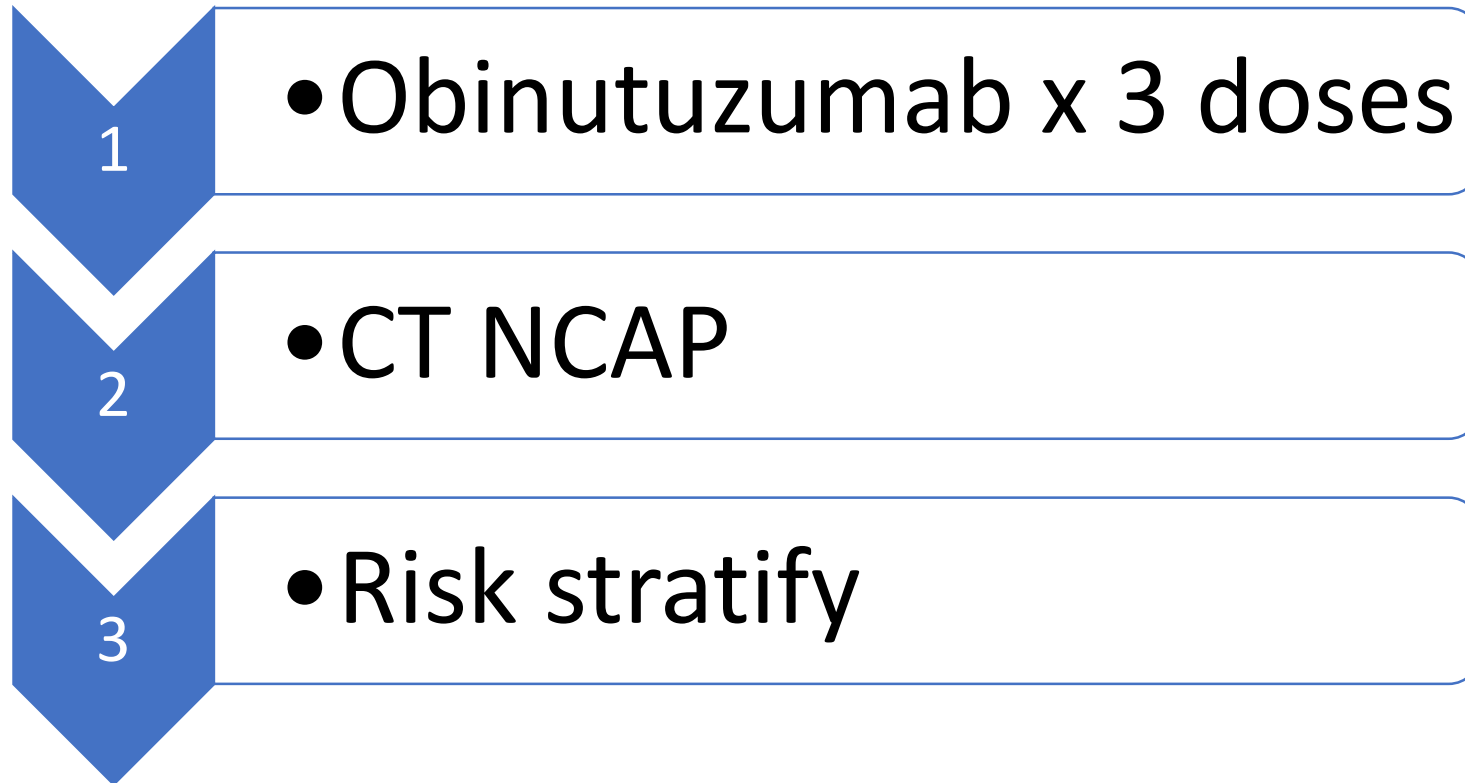 1
•Obinutuzumab x 3 doses
2
•CT NCAP
3
•Risk stratify